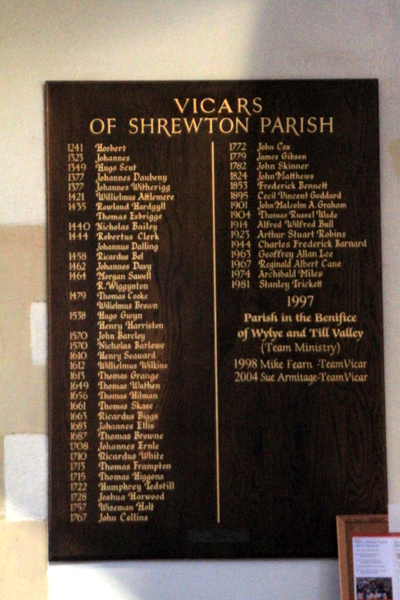 VICARS
OF SHREWTON PARISH
1241 Hosbert
1323 Johannes
1349 Hugo Scut
1377 Johannes Daubeny
1377 Johannes Witherigg
1421 Willielmus Attlemere
1435 Rowland Hardgyll
Thomas Exbrigge
1440 Nicholas Bailey
1444 Robertus Clerk
Johannus Dalling
1458 Ricardus Bel
1462 Johannes Davy
1464 Morgan Sawell
R. Wiggynton
1479 Thomas Cooke
Willelmus Brown
1538 Hugo Gwyn
Henry Harriston
1570 John Barcley
1570 Nicholas Barlowe
1610 Henry Seaward
1612 Willielmus Wilkins
1613 Thomas Grange
1649 Thomas Wathen
1656 Thomas Hilman
1661 Thomas Skase
1665 Ricardus Biggs
1683 Johannes Ellis
1687 Thomas Browne
1708 Johannes Ernle
1710 Ricardus White
1713 Thomas Frampton
1715 Thomas Higgons
1722 Humphrey Tedstill
1728 Joshua Harwood
1757 Wiseman Holt
1767 John Collins
1772 John Cox
1779 James Gibson
1782 John Skinner
1824 John Matthews
1853 Frederick Bennett
1895 Cecil Vincent Goddard
1901 John Malcolm A. Graham
1904 Thomas Russel Wade
1914 Alfred Wilfred Bull
1923 Arthur Stuart Robins
1944 Charles Frederick Barnard
1963 Geoffrey Allan Lee
1967 Reginald Albert Cane
1974 Archibald Miles
1981 Stanley Trickett
1997
Parish in the Benifice
of Wylye and Till Valley
(Team Ministry)
1998 Mike Fearn - Team Vicar
2004 Sue Armitage - Team Vicar